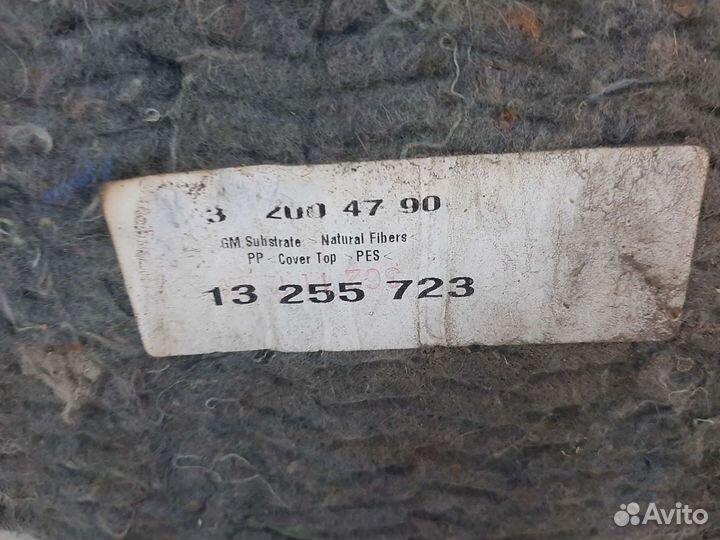 3 200 47 90
GM Substrate > Natural Fibers <
PP < Cover Top > PES <
13 255 723
Avito